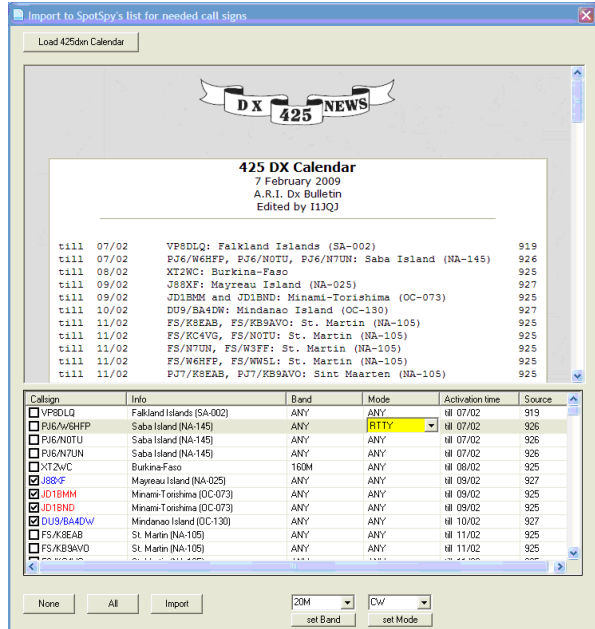 Import to SpotSpy's list for needed call signs
Load 425dxn Calendar
DX 425 NEWS
425 DX Calendar
7 February 2009
A.R.I. Dx Bulletin
Edited by I1JQJ
till 07/02 VP8DLQ: Falkland Islands (SA-002) 919
till 07/02 PJ6/W6HFP, PJ6/N0TU, PJ6/N7UN: Saba Island (NA-145) 926
till 08/02 XT2WC: Burkina-Faso 925
till 09/02 J88XF: Mayreau Island (NA-025) 927
till 09/02 JD1BMM and JD1BND: Minami-Torishima (OC-073) 925
till 10/02 DU9/BA4DW: Mindanao Island (OC-130) 927
till 11/02 FS/K8EAB, FS/KB9AVO: St. Martin (NA-105) 925
till 11/02 FS/KC4VG, FS/N0TU: St. Martin (NA-105) 925
till 11/02 FS/N7UN, FS/W3FF: St. Martin (NA-105) 925
till 11/02 FS/W6HFP, FS/WW5L: St. Martin (NA-105) 925
till 11/02 PJ7/K8EAB, PJ7/KB9AVO: Sint Maarten (NA-105) 925
Callsign Info Band Mode Activation time Source
VP8DLQ Falkland Islands (SA-002) ANY ANY till 07/02 919
PJ6/W6HFP Saba Island (NA-145) ANY RTTY till 07/02 926
PJ6/N0TU Saba Island (NA-145) ANY ANY till 07/02 926
PJ6/N7UN Saba Island (NA-145) ANY ANY till 07/02 926
XT2WC Burkina-Faso 160M ANY till 08/02 925
J88XF Mayreau Island (NA-025) ANY ANY till 09/02 927
JD1BMM Minami-Torishima (OC-073) ANY ANY till 09/02 925
JD1BND Minami-Torishima (OC-073) ANY ANY till 09/02 925
DU9/BA4DW Mindanao Island (OC-130) ANY ANY till 10/02 927
FS/K8EAB St. Martin (NA-105) ANY ANY till 11/02 925
FS/KB9AVO St. Martin (NA-105) ANY ANY till 11/02 925
None All Import 20M CW
set Band set Mode